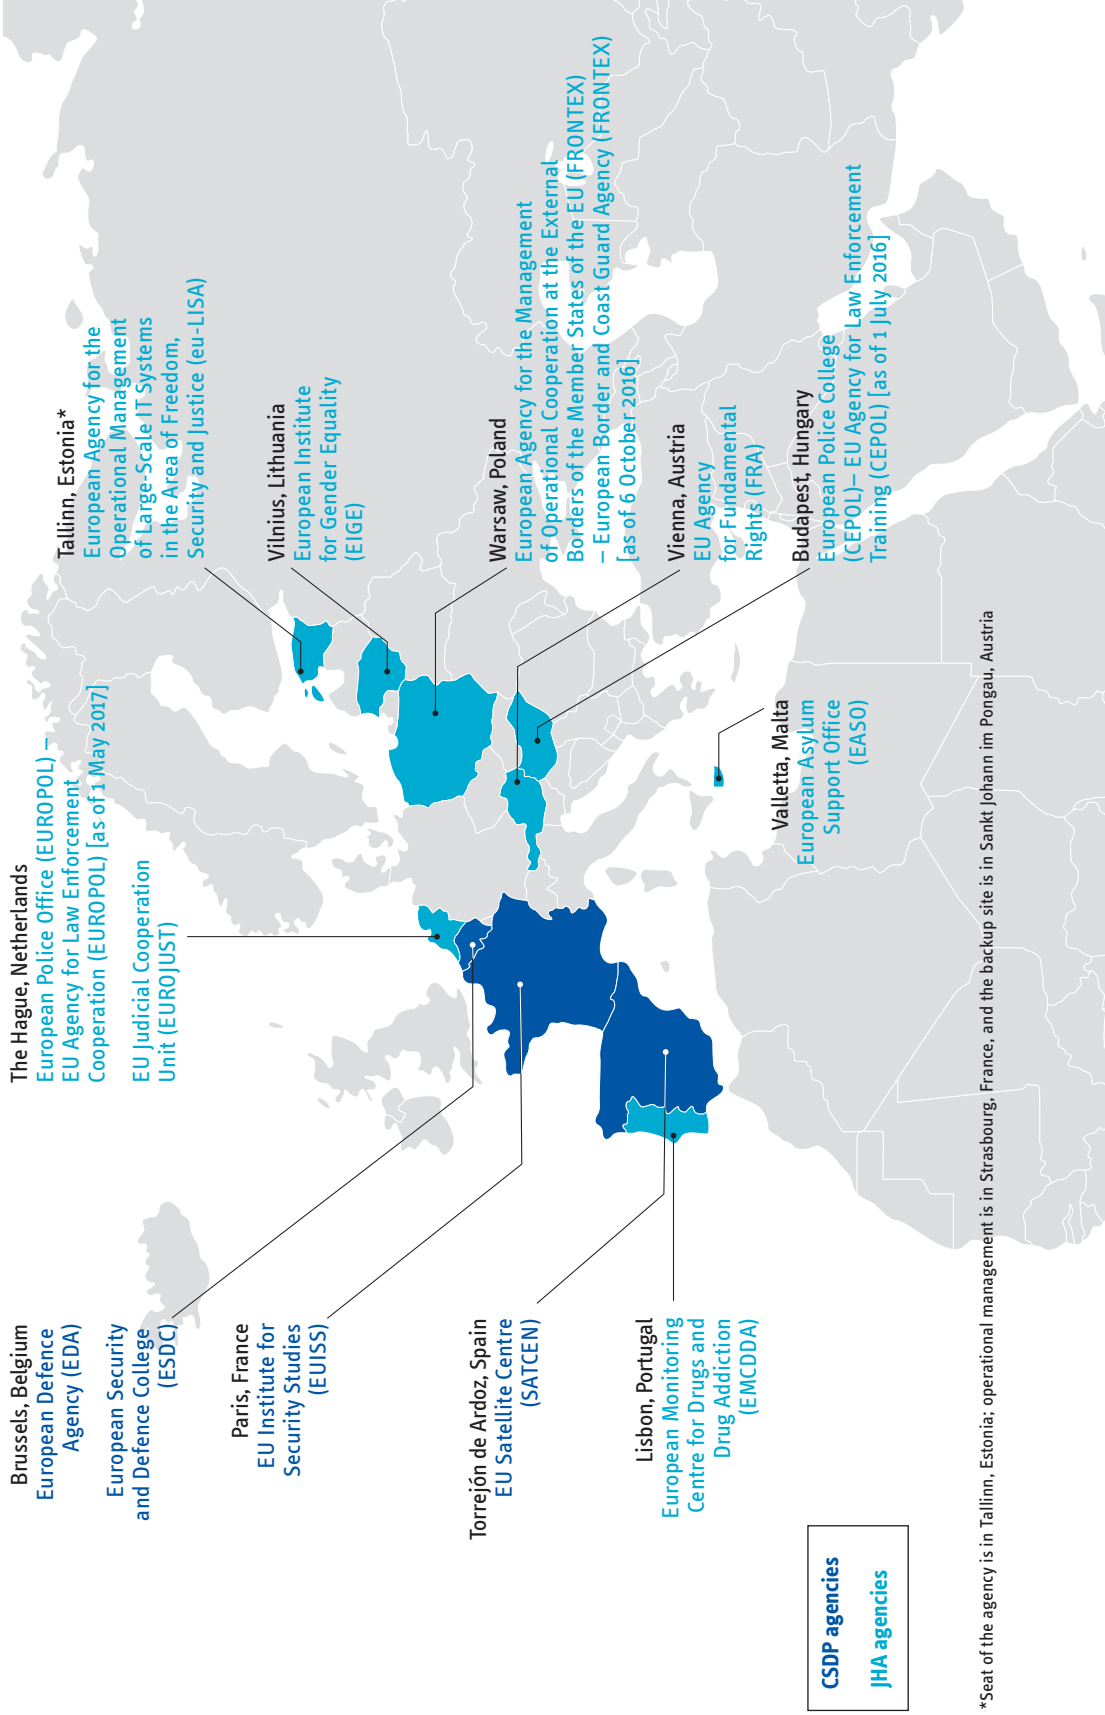 Brussels, Belgium
European Defence
Agency (EDA)
European Security
and Defence College
(ESDC)
Paris, France
EU Institute for
Security Studies
(EUISS)
Torrejón de Ardoz, Spain
EU Satellite Centre
(SATCEN)
Lisbon, Portugal
European Monitoring
Centre for Drugs and
Drug Addiction
(EMCDDA)
The Hague, Netherlands
European Police Office (EUROPOL) –
EU Agency for Law Enforcement
Cooperation (EUROPOL) [as of 1 May 2017]
EU Judicial Cooperation
Unit (EUROJUST)
Tallinn, Estonia*
European Agency for the
Operational Management
of Large-Scale IT Systems
in the Area of Freedom,
Security and Justice (eu-LISA)
Vilnius, Lithuania
European Institute
for Gender Equality
(EIGE)
Warsaw, Poland
European Agency for the Management
of Operational Cooperation at the External
Borders of the Member States of the EU (FRONTEX)
– European Border and Coast Guard Agency (FRONTEX)
[as of 6 October 2016]
Vienna, Austria
EU Agency
for Fundamental
Rights (FRA)
Budapest, Hungary
European Police College
(CEPOL)– EU Agency for Law Enforcement
Training (CEPOL) [as of 1 July 2016]
Valletta, Malta
European Asylum
Support Office
(EASO)
CSDP agencies
JHA agencies
*Seat of the agency is in Tallinn, Estonia; operational management is in Strasbourg, France, and the backup site is in Sankt Johann im Pongau, Austria